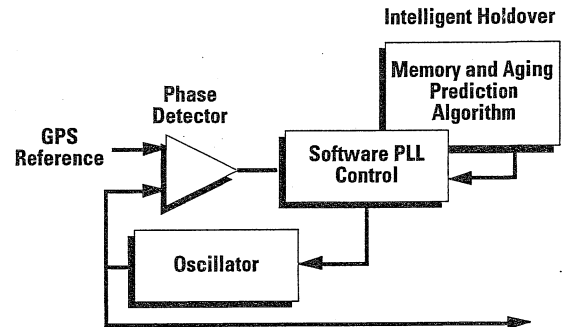 Intelligent Holdover
Memory and Aging
Prediction
Algorithm
Phase
Detector
GPS
Reference
Software PLL
Control
Oscillator